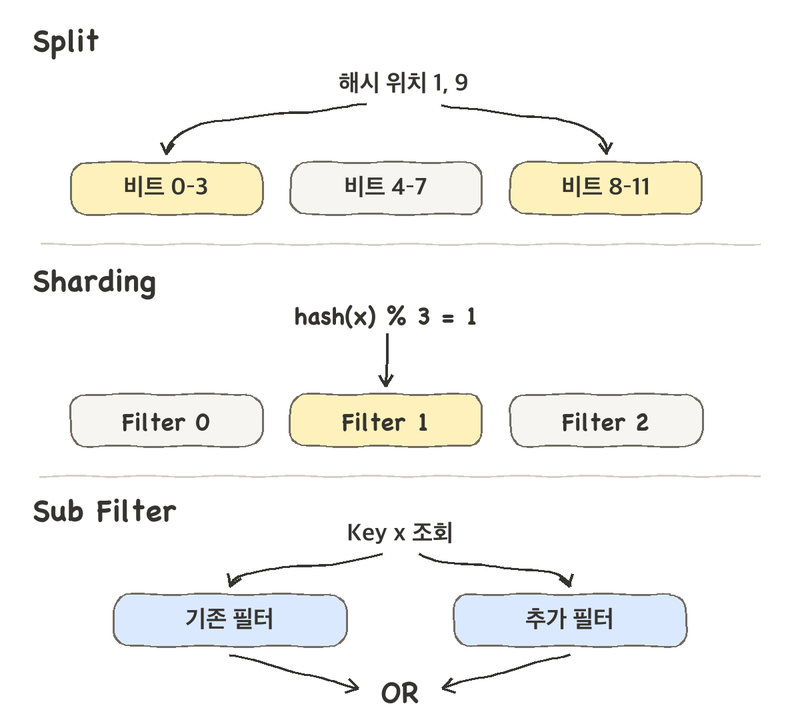 Split
해시 위치 1, 9
비트 0-3
비트 4-7
비트 8-11
Sharding
hash(x) % 3 = 1
Filter 0
Filter 1
Filter 2
Sub Filter
Key x 조회
기존 필터
추가 필터
OR